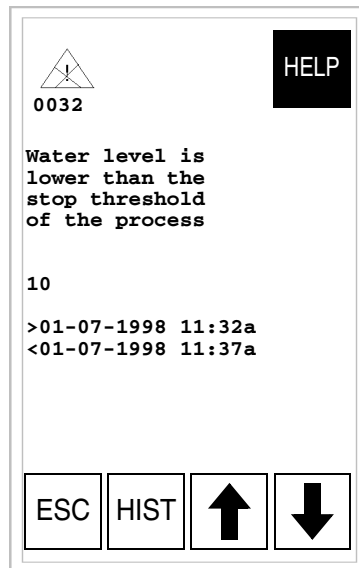 !
HELP
0032
Water level is
lower than the
stop threshold
of the process
10
>01-07-1998 11:32a
<01-07-1998 11:37a
ESC HIST